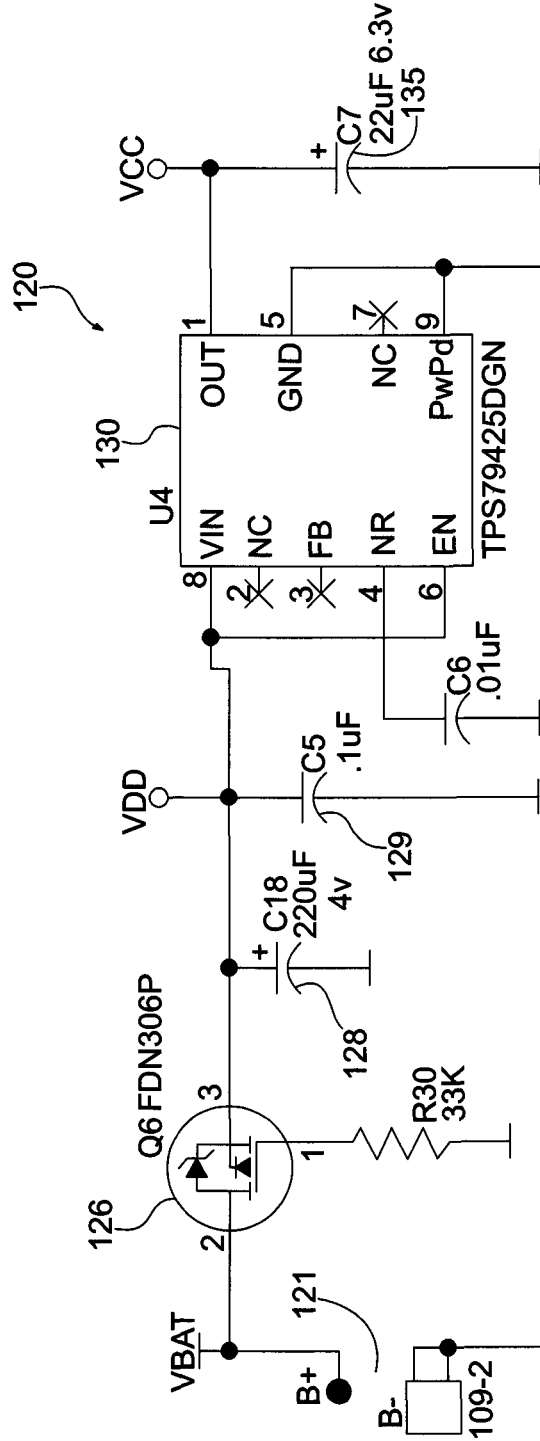 120
VBAT
B+
121
B-
109-2
126
2
Q6 FDN306P
3
1
R30
33K
+
C18
220uF
4v
128
VDD
C5
.1uF
129
C6
.01uF
U4
130
8 VIN
2 NC
3 FB
4 NR
6 EN
OUT 1
GND 5
NC 7
PwPd 9
TPS79425DGN
VCC
+
C7
22uF 6.3v
135